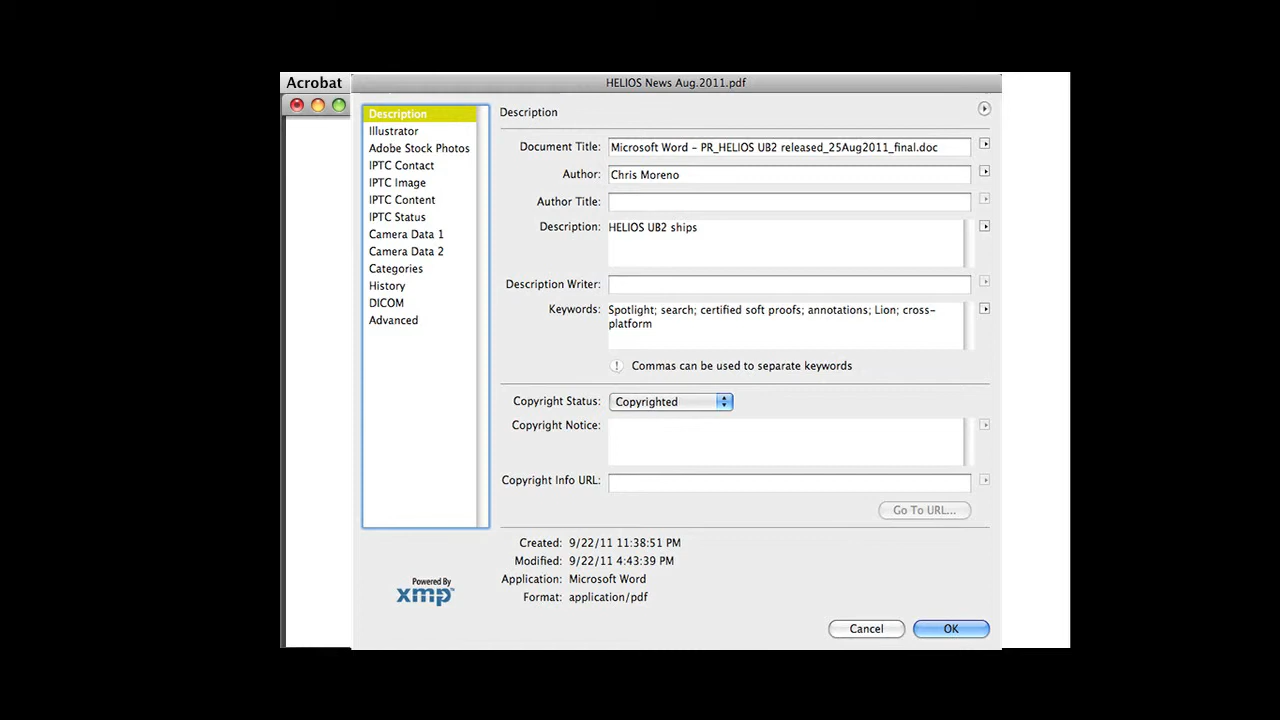 Acrobat
HELIOS News Aug.2011.pdf
Description
Illustrator
Adobe Stock Photos
IPTC Contact
IPTC Image
IPTC Content
IPTC Status
Camera Data 1
Camera Data 2
Categories
History
DICOM
Advanced
Powered By
xmp™
Description
Document Title: Microsoft Word - PR_HELIOS UB2 released_25Aug2011_final.doc
Author: Chris Moreno
Author Title:
Description: HELIOS UB2 ships
Description Writer:
Keywords: Spotlight; search; certified soft proofs; annotations; Lion; cross-
platform
! Commas can be used to separate keywords
Copyright Status: Copyrighted
Copyright Notice:
Copyright Info URL:
Go To URL...
Created: 9/22/11 11:38:51 PM
Modified: 9/22/11 4:43:39 PM
Application: Microsoft Word
Format: application/pdf
Cancel OK